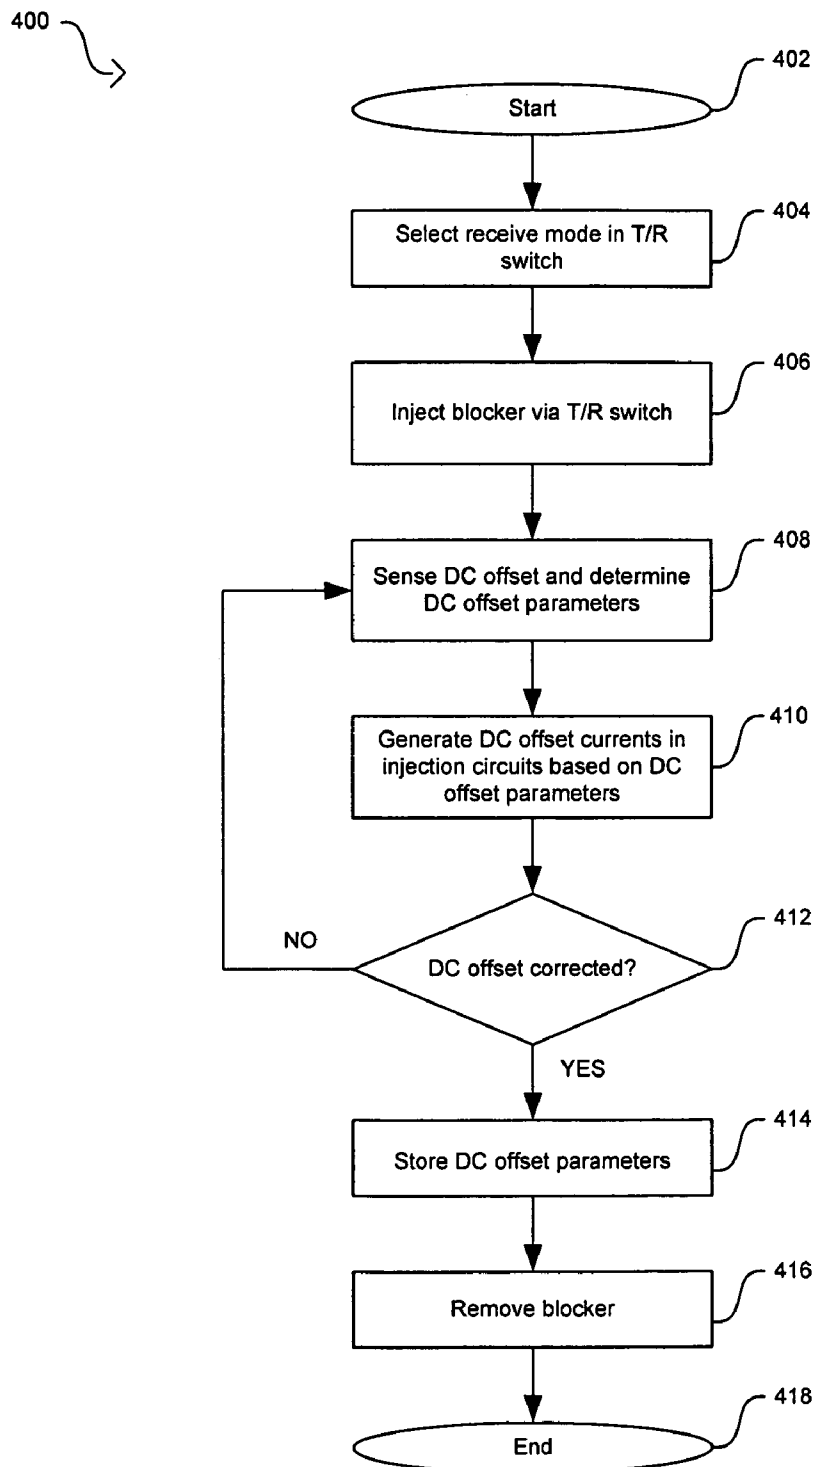 400
402
Start
404
Select receive mode in T/R
switch
406
Inject blocker via T/R switch
408
Sense DC offset and determine
DC offset parameters
410
Generate DC offset currents in
injection circuits based on DC
offset parameters
412
NO
DC offset corrected?
YES
414
Store DC offset parameters
416
Remove blocker
418
End